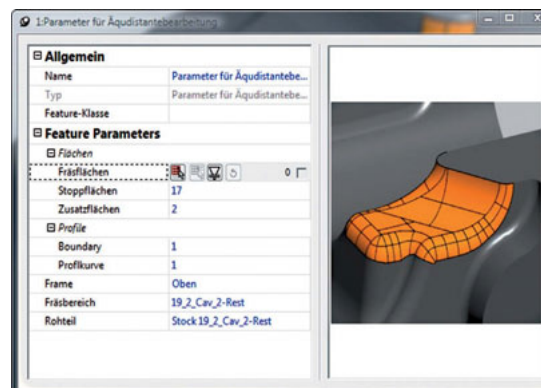 1:Parameter für Äqudistantebearbeitung
Allgemein
Name Parameter für Äqudistantebe...
Typ Parameter für Äqudistantebe...
Feature-Klasse
Feature Parameters
Flächen
Fräsflächen 0
Stoppflächen 17
Zusatzflächen 2
Profile
Boundary 1
Proflkurve 1
Frame Oben
Fräsbereich 19_2_Cav_2-Rest
Rohteil Stock 19_2_Cav_2-Rest